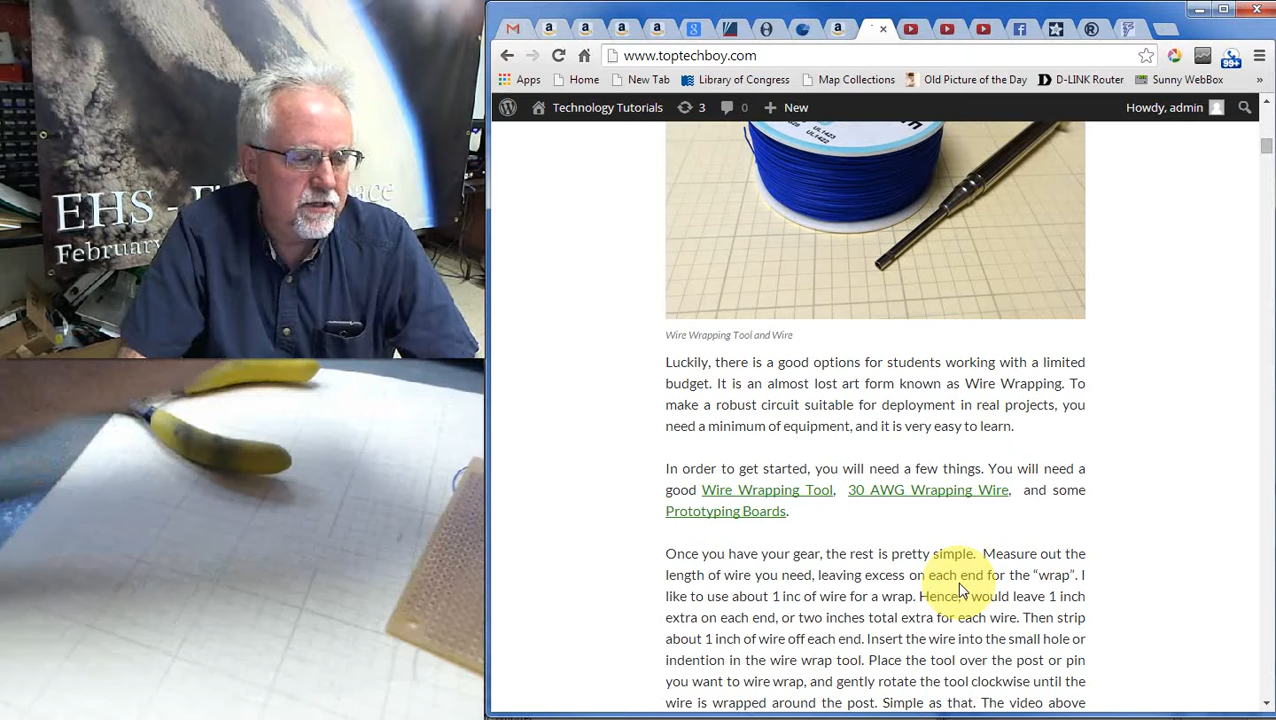 EHS - Fi ace
February
www.toptechboy.com
99+
Apps Home New Tab Library of Congress Map Collections Old Picture of the Day D-LINK Router Sunny WebBox »
Technology Tutorials 3 0 New Howdy, admin
UL1423
UL1422
Wire Wrapping Tool and Wire
Luckily, there is a good options for students working with a limited
budget. It is an almost lost art form known as Wire Wrapping. To
make a robust circuit suitable for deployment in real projects, you
need a minimum of equipment, and it is very easy to learn.
In order to get started, you will need a few things. You will need a
good Wire Wrapping Tool, 30 AWG Wrapping Wire, and some
Prototyping Boards.
Once you have your gear, the rest is pretty simple. Measure out the
length of wire you need, leaving excess on each end for the “wrap”. I
like to use about 1 inc of wire for a wrap. Hence, I would leave 1 inch
extra on each end, or two inches total extra for each wire. Then strip
about 1 inch of wire off each end. Insert the wire into the small hole or
indention in the wire wrap tool. Place the tool over the post or pin
you want to wire wrap, and gently rotate the tool clockwise until the
wire is wrapped around the post. Simple as that. The video above